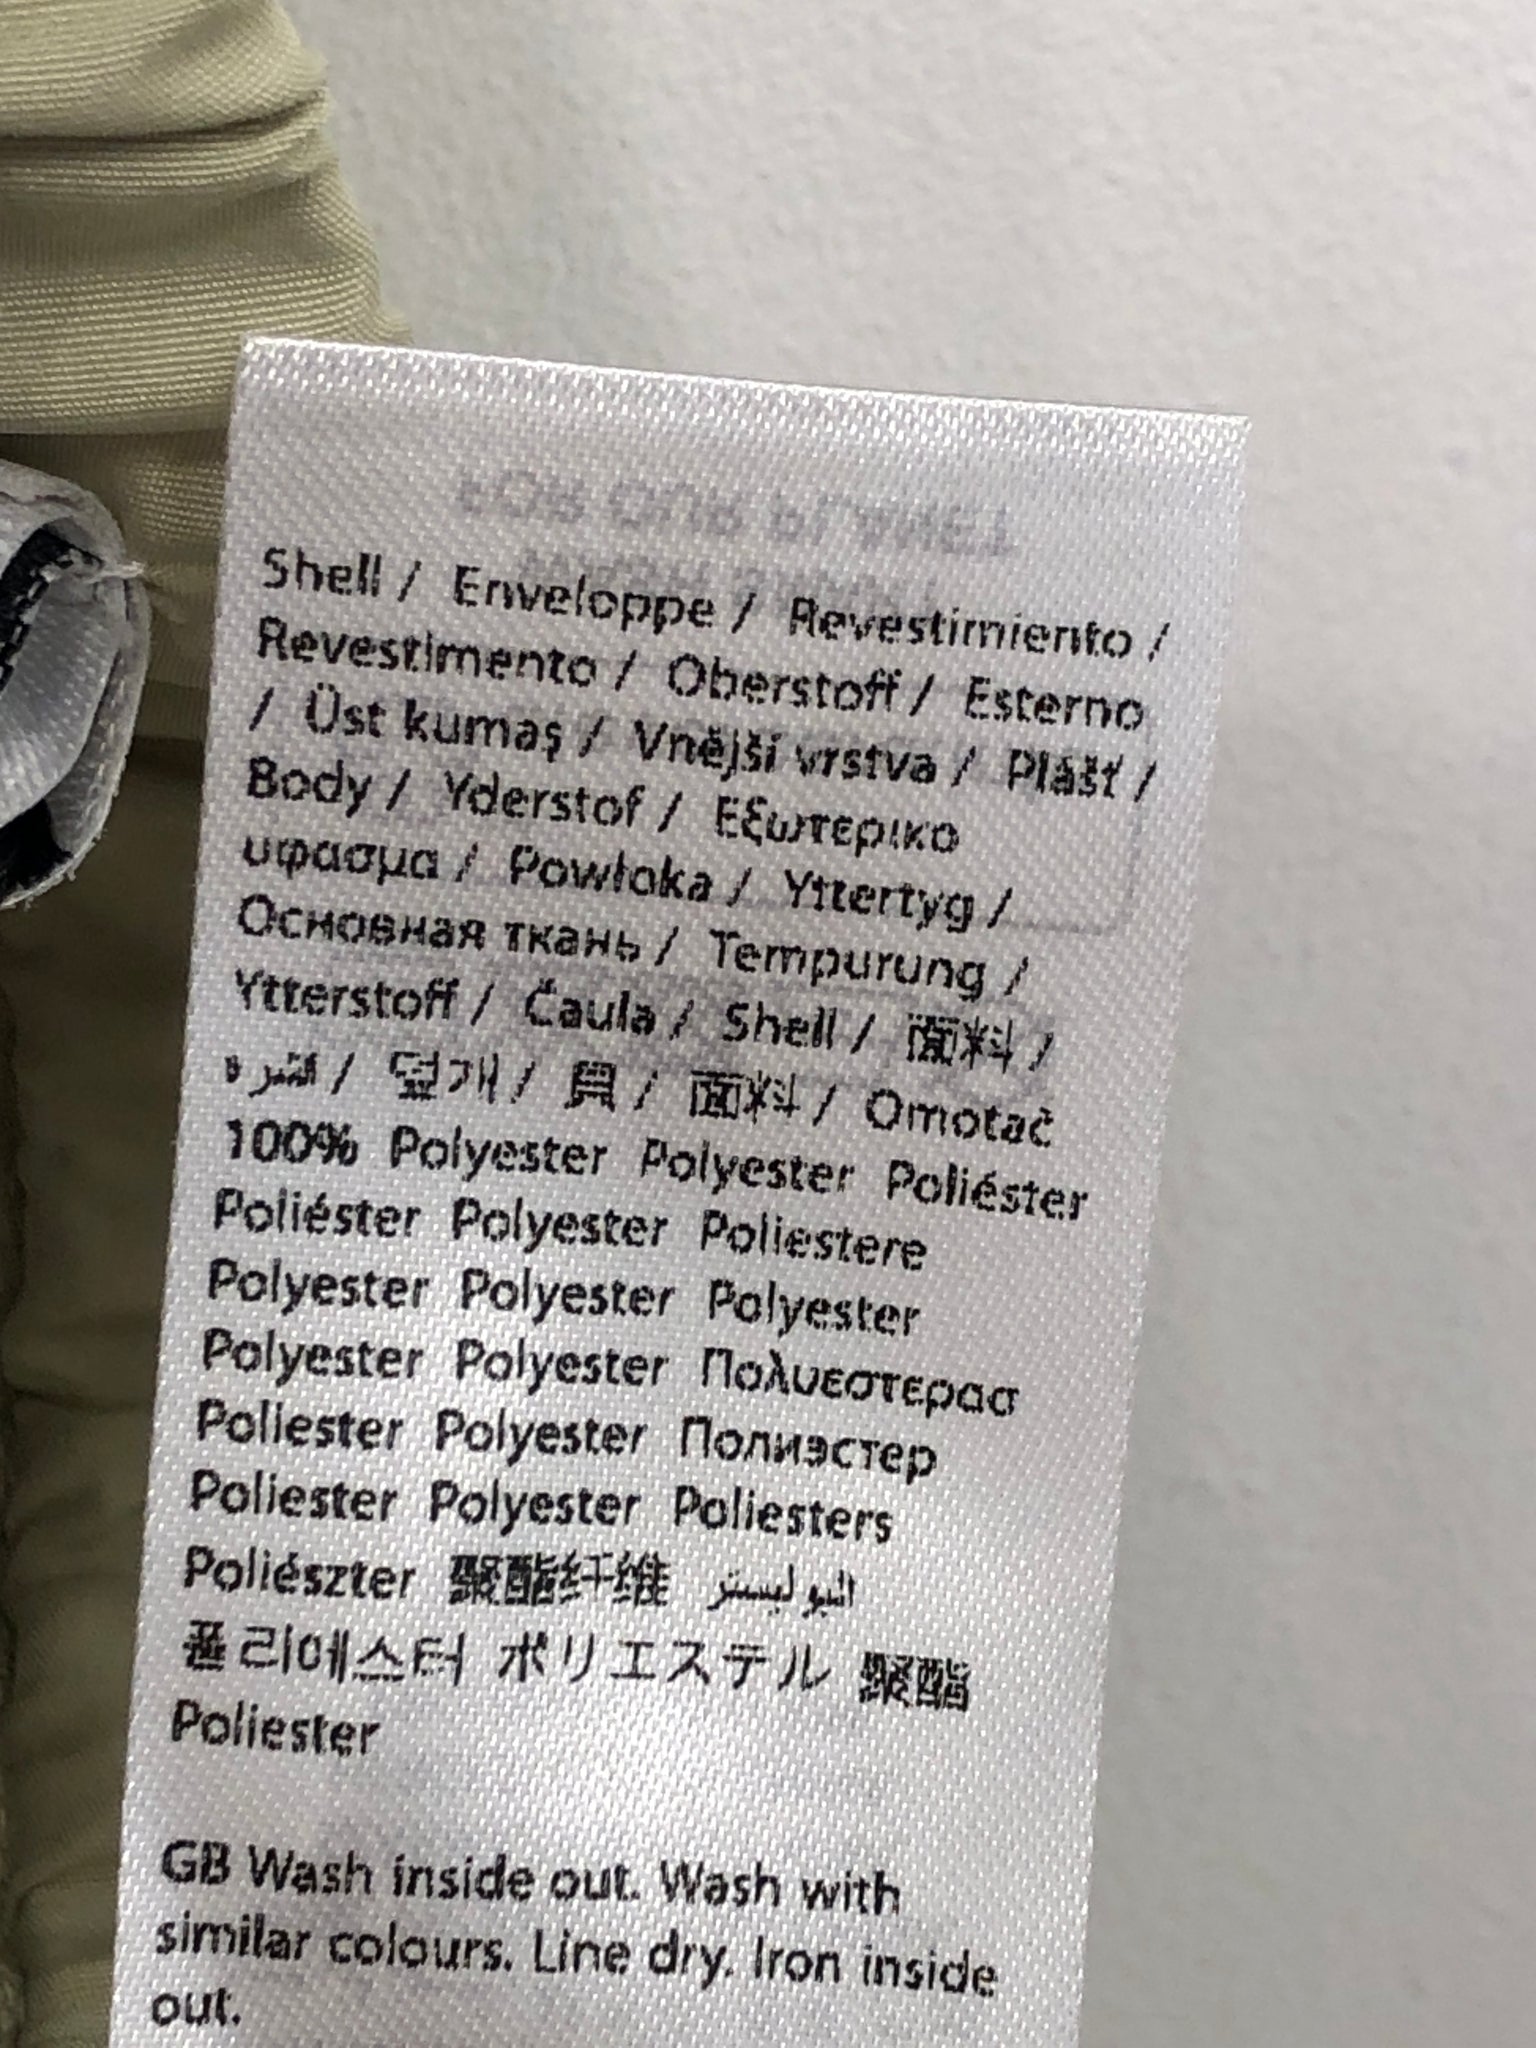 Shell / Enveloppe / Revestimiento /
Revestimento / Oberstoff / Esterno
/ Üst kumaş / Vnější vrstva / Plášť /
Body / Yderstof / Εξωτερικο
υφασμα / Powłoka / Yttertyg /
Основная ткань / Tempurung /
Ytterstoff / Čaula / Shell / 面料 /
/ 덮개 / 貝 / 面料 / Omotač
100% Polyester Polyester Poliéster
Poliéster Polyester Poliestere
Polyester Polyester Polyester
Polyester Polyester Πολυεστερασ
Poliester Polyester Полиэстер
Poliester Polyester Poliesters
Poliészter 聚酯纤维 البوليستر
폴리에스터 ポリエステル 聚酯
Poliester
GB Wash inside out. Wash with
similar colours. Line dry. Iron inside
out.